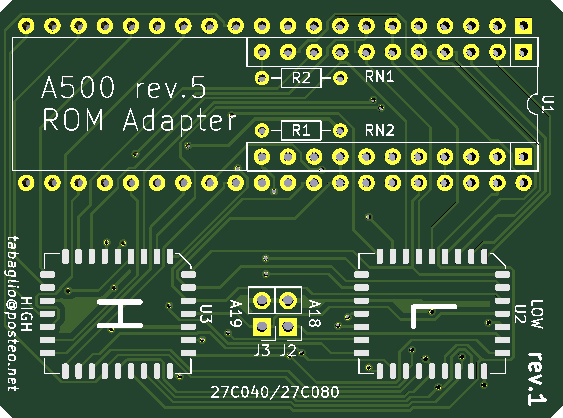 A500 rev.5
ROM Adapter
R2
RN1
R1
RN2
U1
tabaglio@posteo.net
HIGH
H
U3
A19
A18
J3
J2
L
U2
LOW
27C040/27C080
rev.1